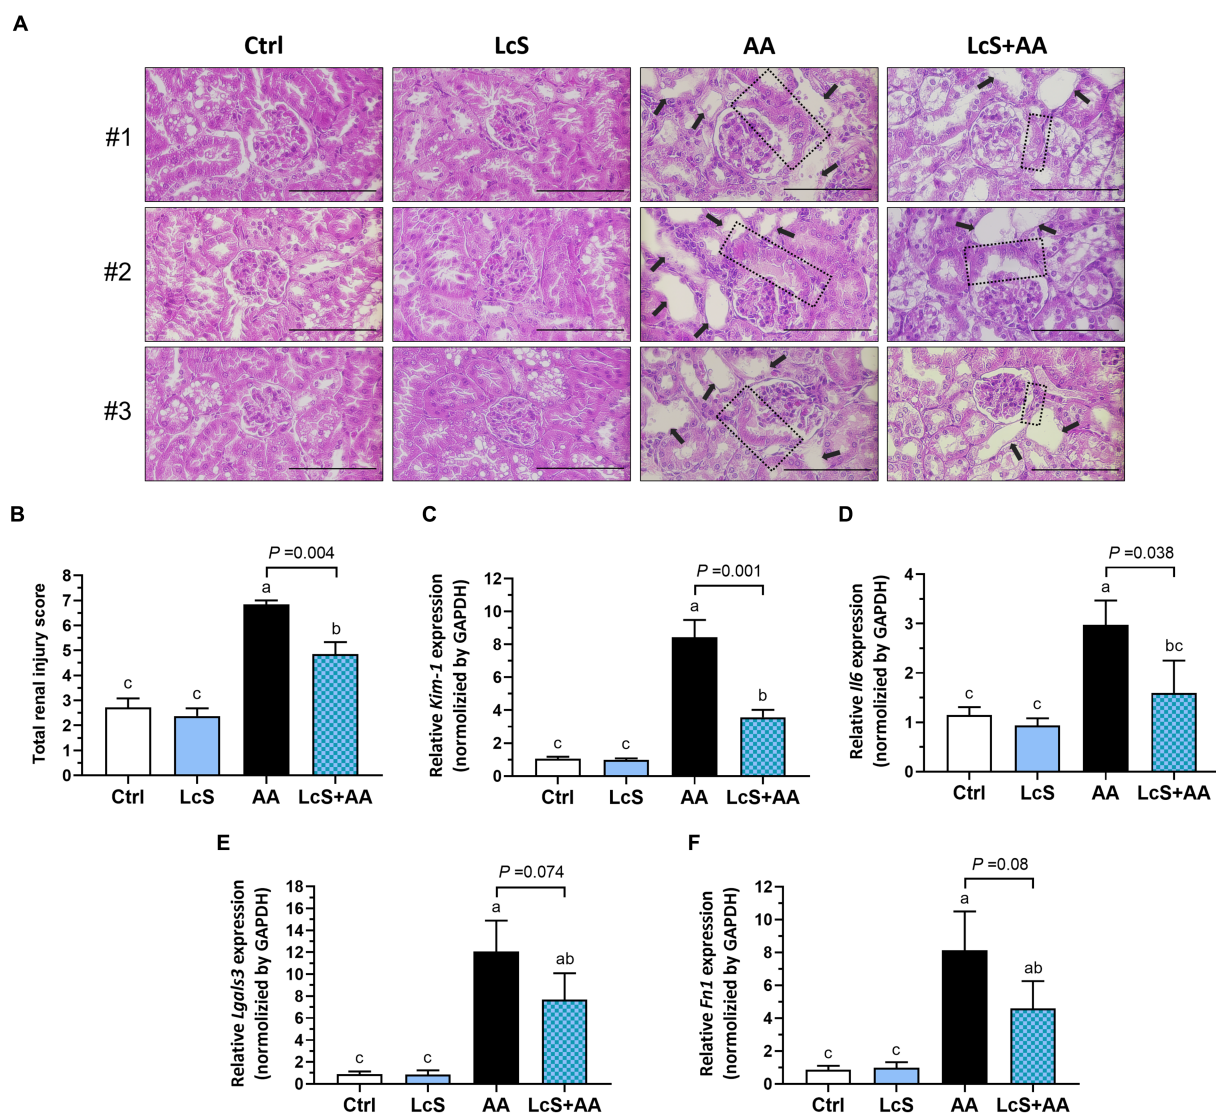 A
Ctrl LcS AA LcS+AA
#1
#2
#3
B
Total renal injury score
8
7
6
5
4
3
2
1
0
c c a b
P =0.004
Ctrl LcS AA LcS+AA
C
Relative Kim-1 expression
(normolizied by GAPDH)
12
10
8
6
4
2
0
c c a b
P =0.001
Ctrl LcS AA LcS+AA
D
Relative Il6 expression
(normolizied by GAPDH)
4
3
2
1
0
c c a bc
P =0.038
Ctrl LcS AA LcS+AA
E
Relative Lgals3 expression
(normolizied by GAPDH)
18
16
14
12
10
8
6
4
2
0
c c a ab
P =0.074
Ctrl LcS AA LcS+AA
F
Relative Fn1 expression
(normolizied by GAPDH)
12
10
8
6
4
2
0
c c a ab
P =0.08
Ctrl LcS AA LcS+AA